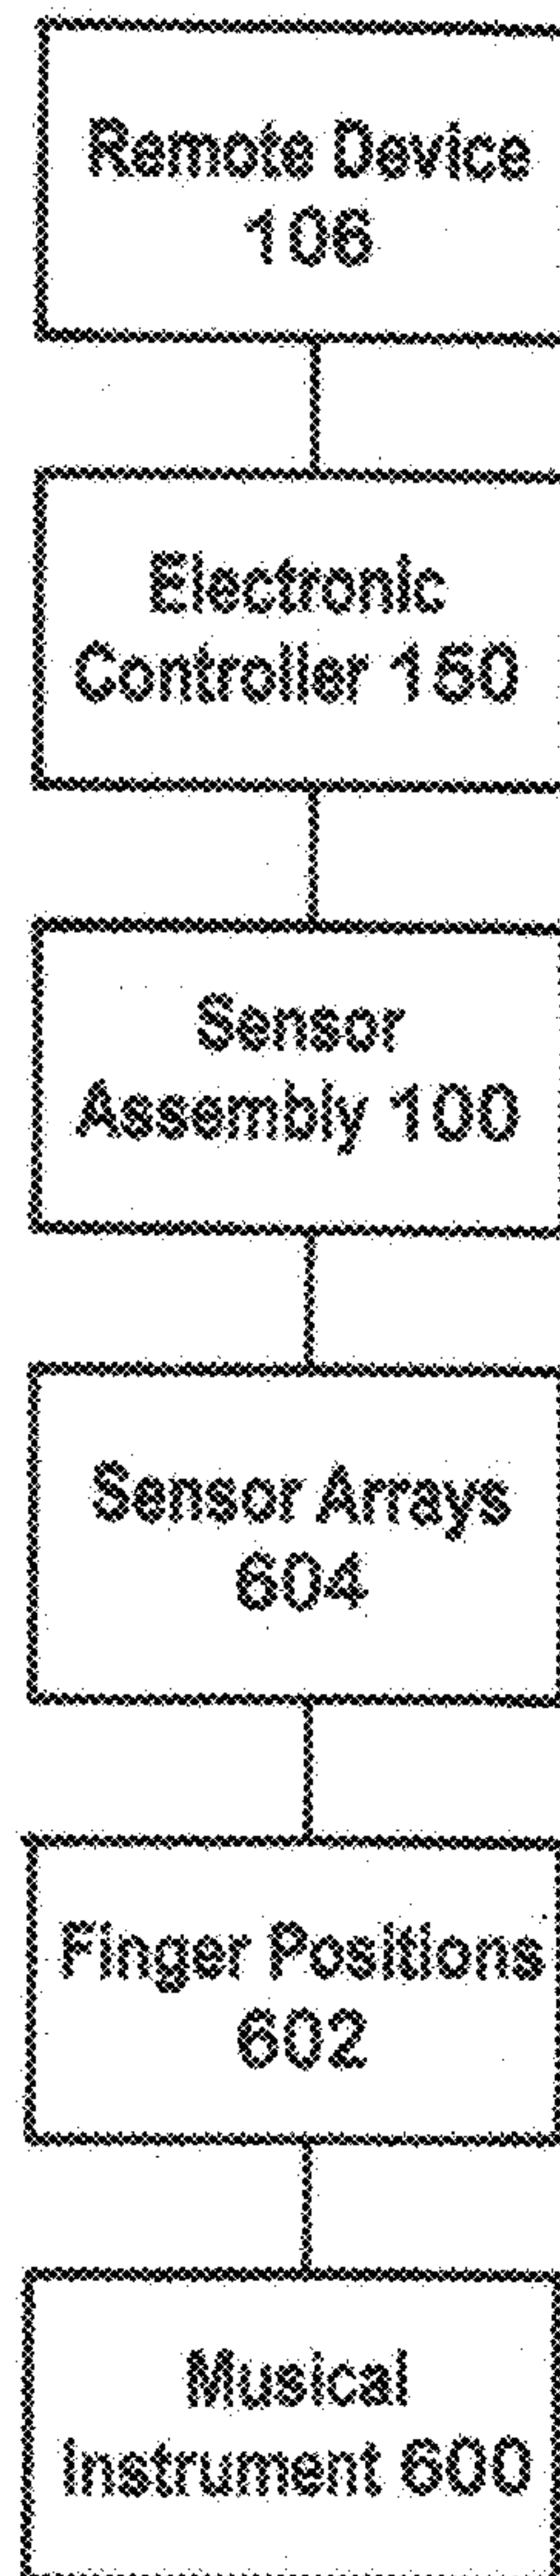 Remote Device
106
Electronic
Controller 150
Sensor
Assembly 100
Sensor Arrays
604
Finger Positions
602
Musical
Instrument 600